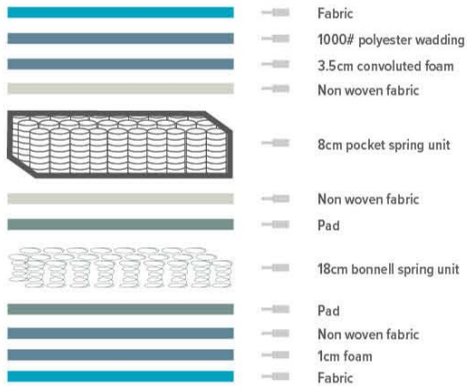 Fabric
1000# polyester wadding
3.5cm convoluted foam
Non woven fabric
8cm pocket spring unit
Non woven fabric
Pad
18cm bonnell spring unit
Pad
Non woven fabric
1cm foam
Fabric